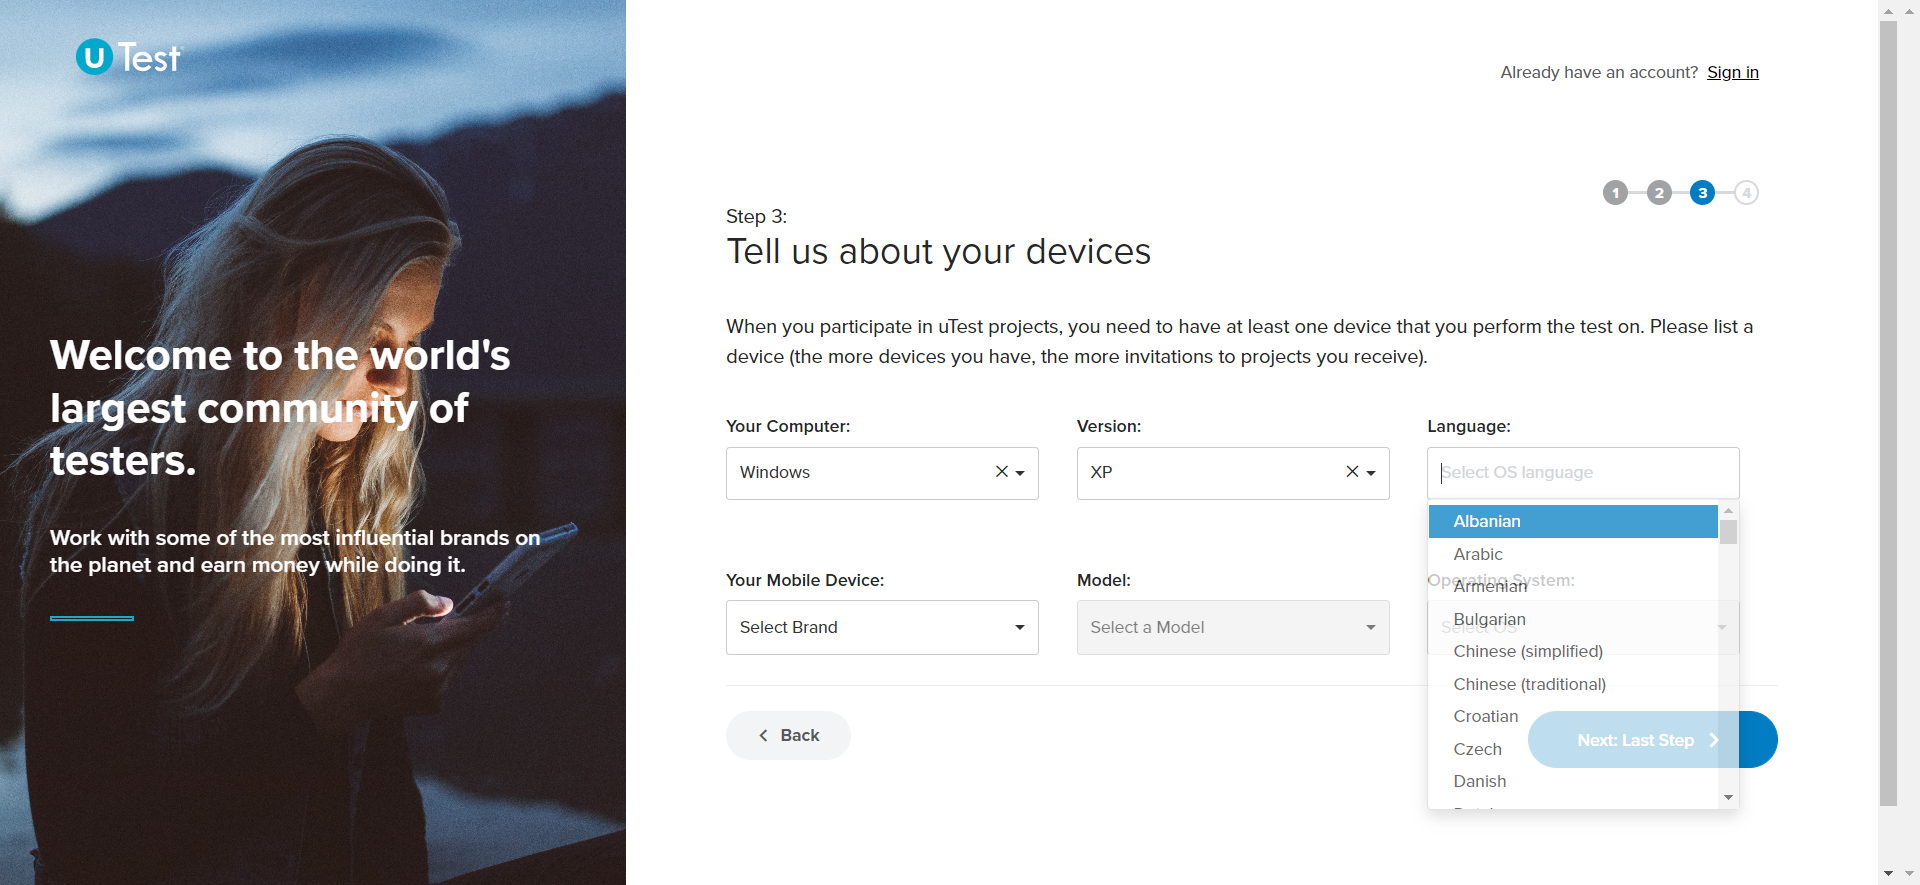 U Test
Already have an account? Sign in
1 2 3 4
Step 3:
Tell us about your devices
When you participate in uTest projects, you need to have at least one device that you perform the test on. Please list a
device (the more devices you have, the more invitations to projects you receive).
Welcome to the world's
largest community of
testers.
Work with some of the most influential brands on
the planet and earn money while doing it.
Your Computer: Version: Language:
Windows XP Select OS language
Albanian
Arabic
Armenian
Bulgarian
Chinese (simplified)
Chinese (traditional)
Croatian
Czech
Danish
Your Mobile Device: Model: Operating System:
Select Brand Select a Model Select OS
Back Next: Last Step